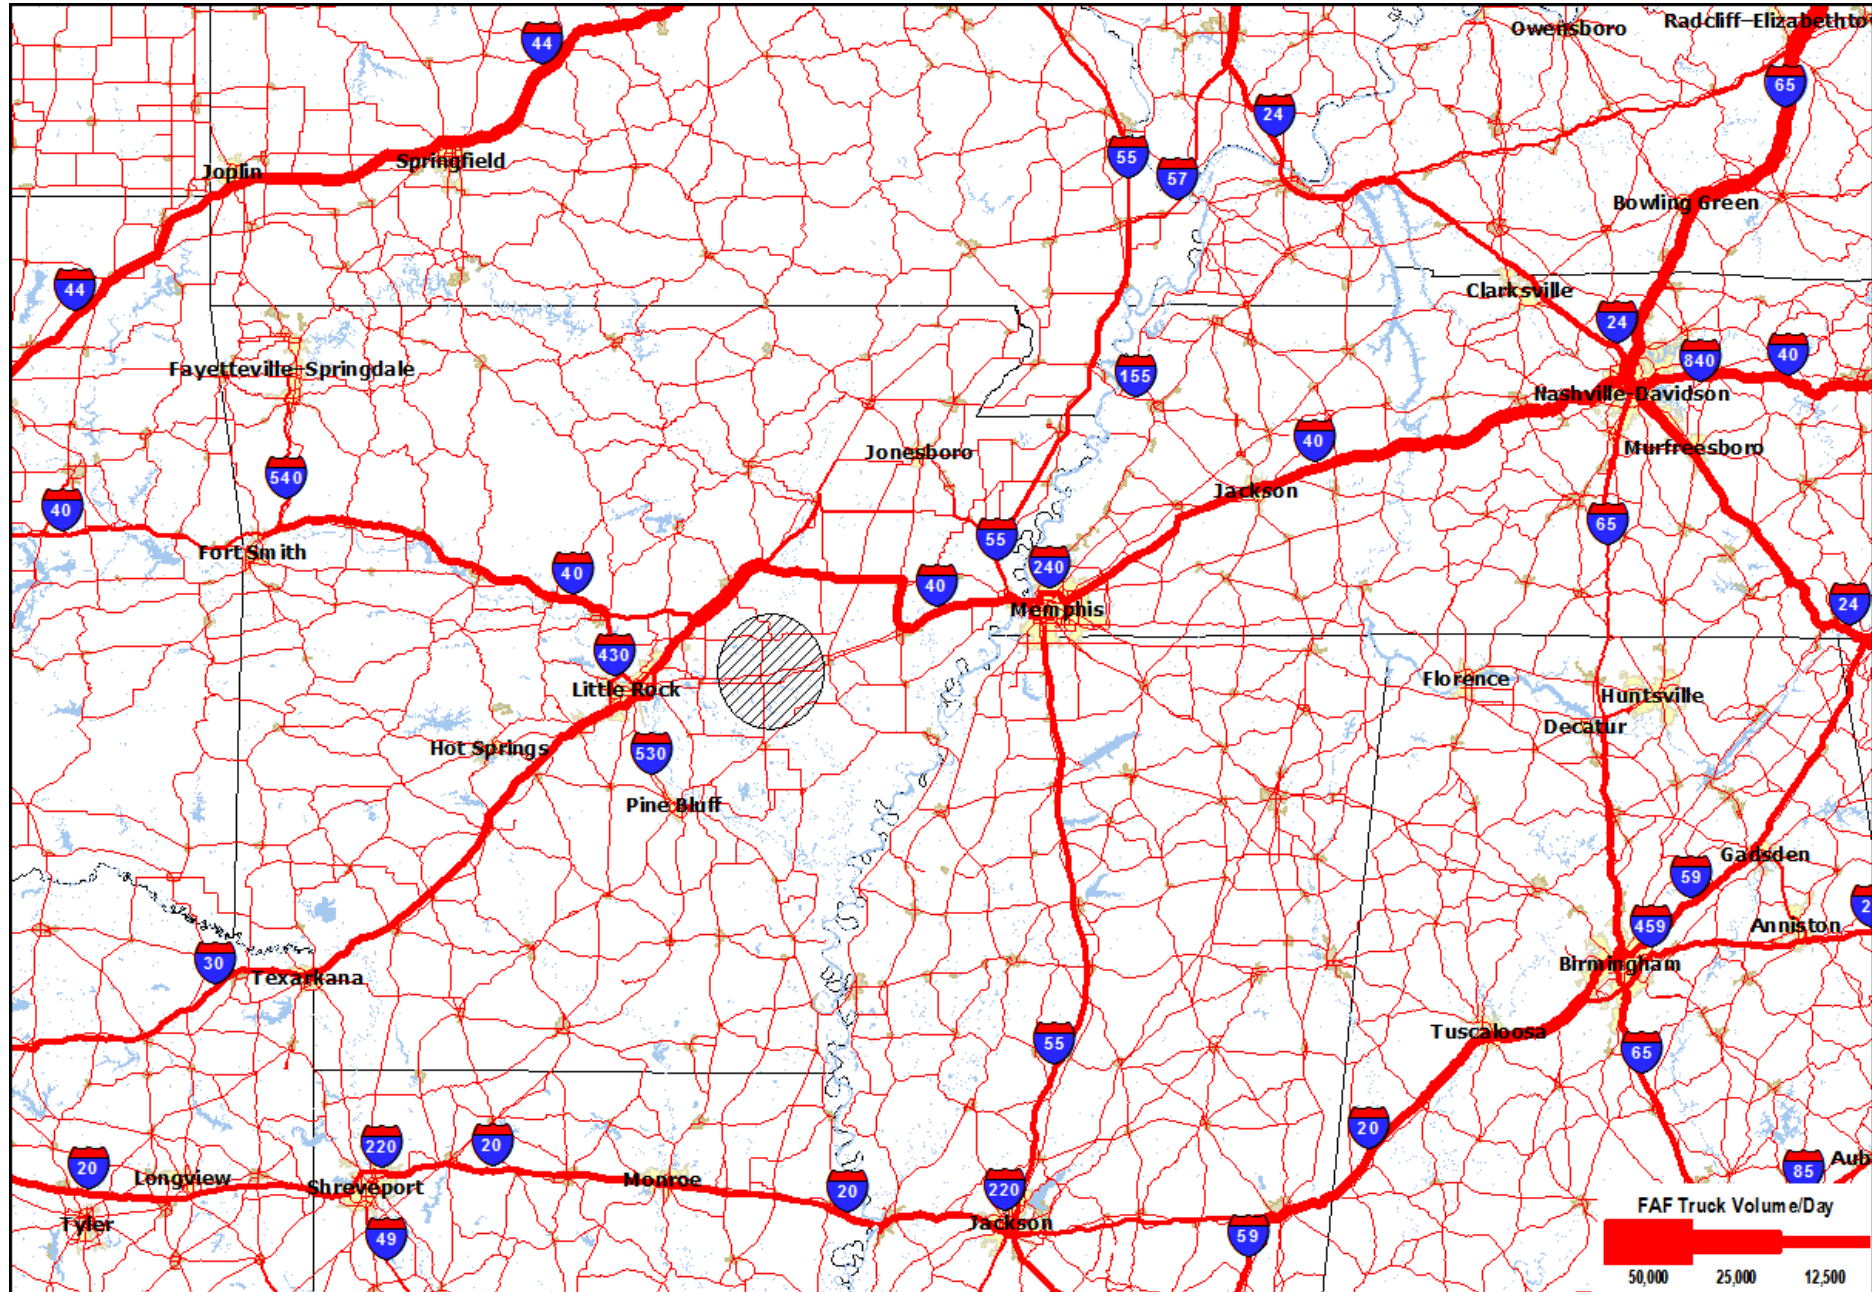 Owensboro
Radcliff-Elizabethto
44
65
24
55
57
Springfield
Joplin
Bowling Green
44
Clarksville
24
840
40
155
Fayetteville-Springdale
Nashville-Davidson
40
Murfreesboro
Jonesboro
540
Jackson
40
65
55
Fort Smith
40
40
240
Memphis
24
430
Little Rock
Florence
Huntsville
Decatur
Hot Springs
530
Pine Bluff
Gadsden
59
2
459
Anniston
30
Texarkana
Birmingham
Tuscaloosa
55
65
20
220
20
20
Longview
Shreveport
Monroe
20
220
85
Aub
Tyler
49
Jackson
59
FAF Truck Volume/Day
50,000 25,000 12,500